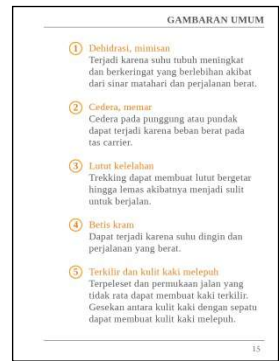 GAMBARAN UMUM
1 Dehidrasi, mimisan
Terjadi karena suhu tubuh meningkat
dan berkeringat yang berlebihan akibat
dari sinar matahari dan perjalanan berat.
2 Cedera, memar
Cedera pada punggung atau pundak
dapat terjadi karena beban berat pada
tas carrier.
3 Lutut kelelahan
Trekking dapat membuat lutut bergetar
hingga lemas akibatnya menjadi sulit
untuk berjalan.
4 Betis kram
Dapat terjadi karena suhu dingin dan
perjalanan yang berat.
5 Terkilir dan kulit kaki melepuh
Terpeleset dan permukaan jalan yang
tidak rata dapat membuat kaki terkilir.
Gesekan antara kulit kaki dengan sepatu
dapat membuat kulit kaki melepuh.
15